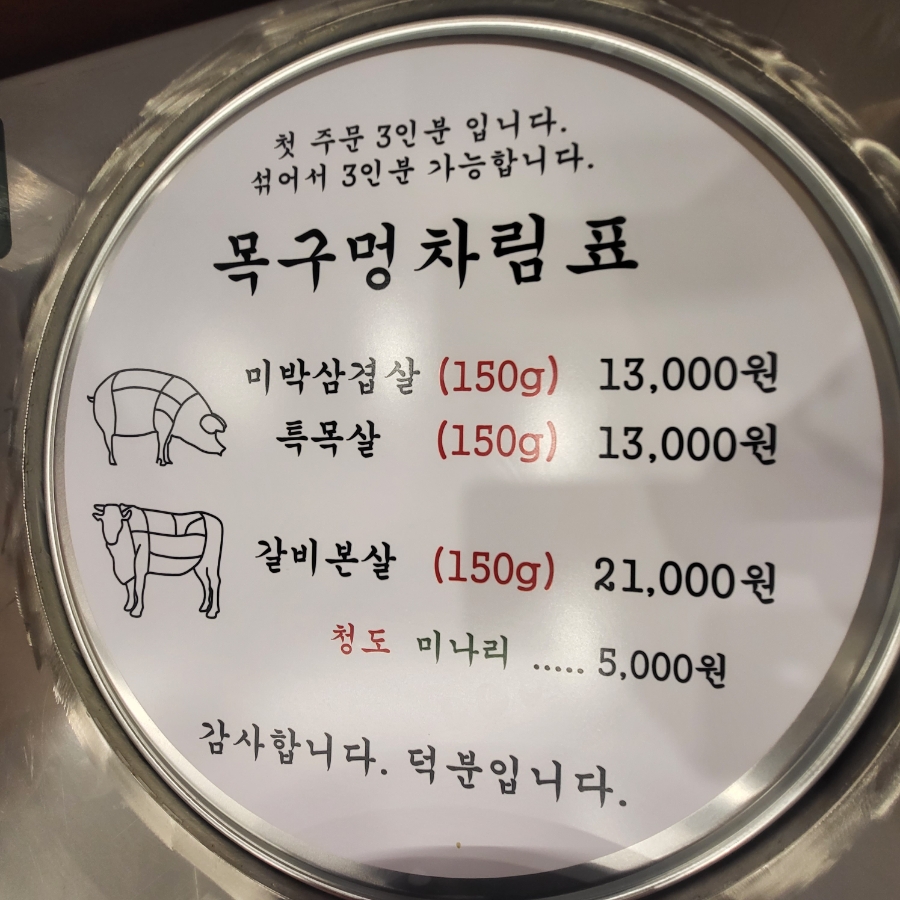 첫 주문 3인분 입니다.
섞어서 3인분 가능합니다.
목구멍 차림표
미박삼겹살 (150g) 13,000원
특목살 (150g) 13,000원
갈비본살 (150g) 21,000원
청도 미나리 ..... 5,000원
감사합니다. 덕분입니다.